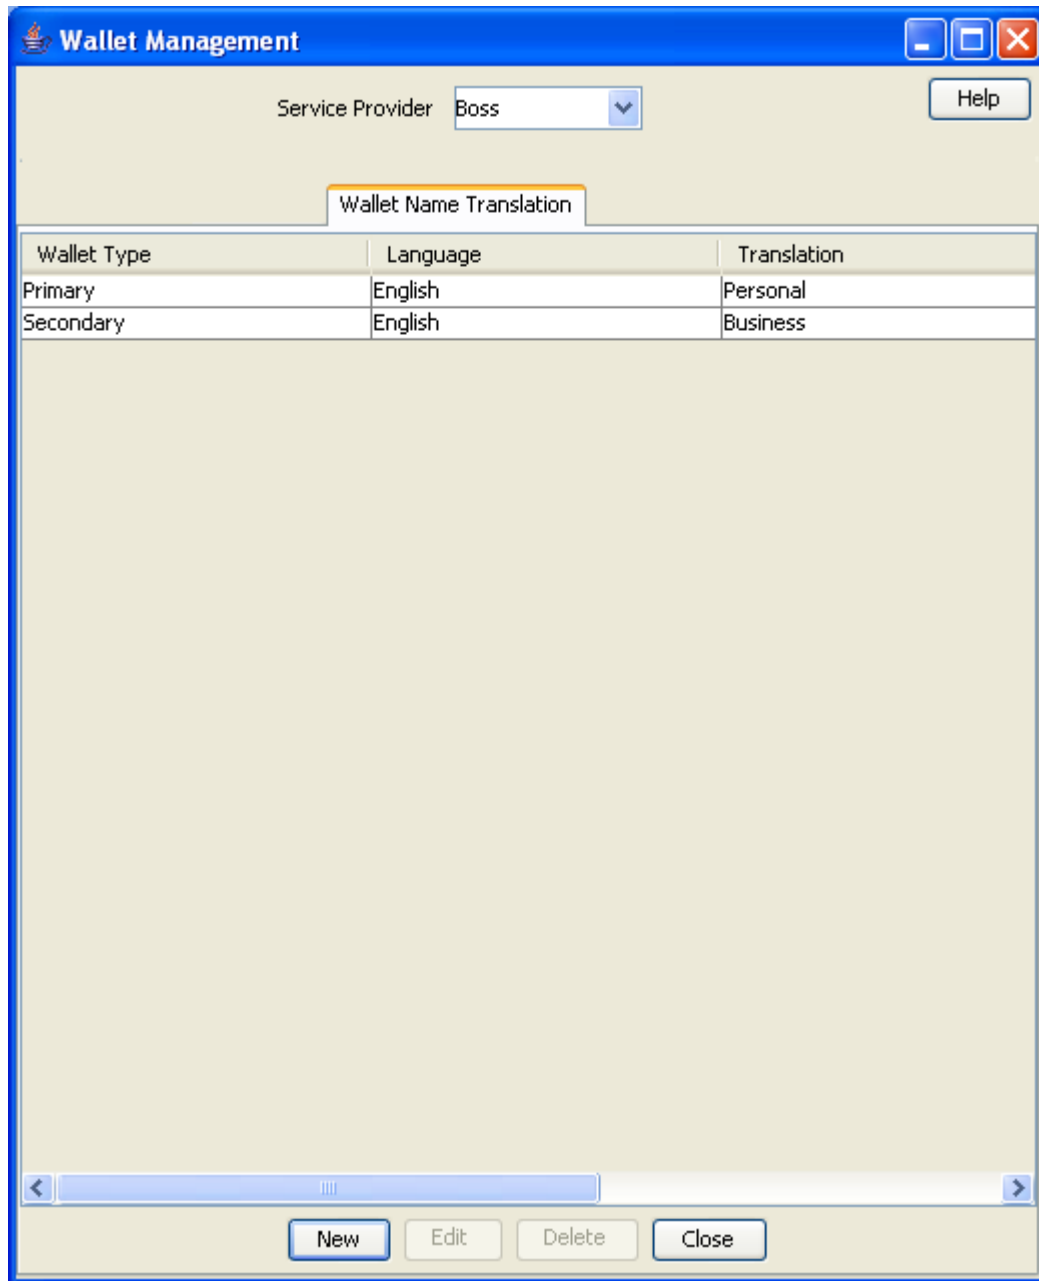 Wallet Management
Service Provider Boss Help
Wallet Name Translation
Wallet Type Language Translation
Primary English Personal
Secondary English Business
New Edit Delete Close